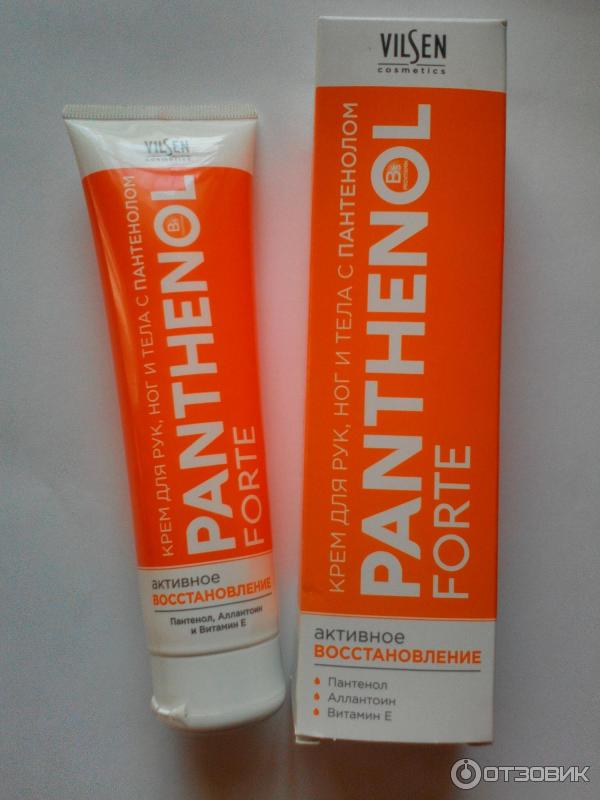 VILSEN
cosmetics
КРЕМ ДЛЯ РУК, НОГ И ТЕЛА С ПАНТЕНОЛОМ
PANTHENOL
B5
FORTE
активное
ВОССТАНОВЛЕНИЕ
Пантенол, Аллантоин
и Витамин Е
VILSEN
cosmetics
КРЕМ ДЛЯ РУК, НОГ И ТЕЛА С ПАНТЕНОЛОМ
PANTHENOL
B5
FORTE
активное
ВОССТАНОВЛЕНИЕ
Пантенол
Аллантоин
Витамин Е
ОТЗОВИК